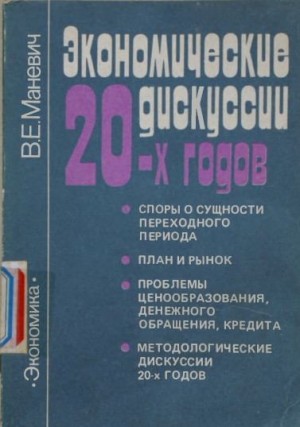 В.Е.Маневич
Экономические
дискуссии
20-х годов
СПОРЫ О СУЩНОСТИ
ПЕРЕХОДНОГО
ПЕРИОДА
ПЛАН И РЫНОК
ПРОБЛЕМЫ
ЦЕНООБРАЗОВАНИЯ,
ДЕНЕЖНОГО
ОБРАЩЕНИЯ, КРЕДИТА
МЕТОДОЛОГИЧЕСКИЕ
ДИСКУССИИ
20-х ГОДОВ
•Экономика•